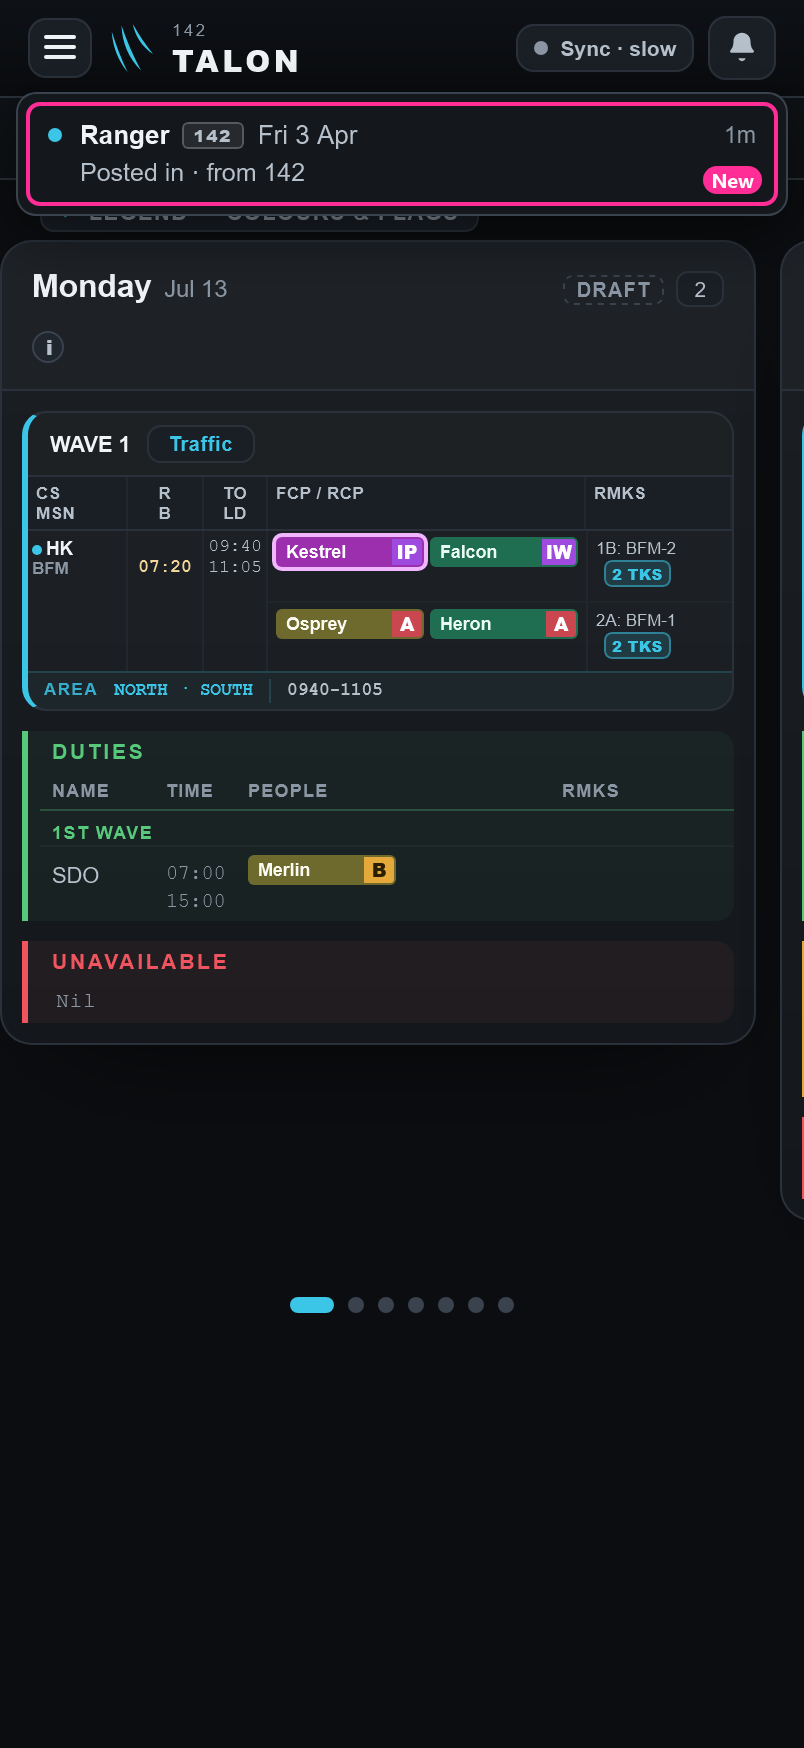 142
TALON
Sync · slow
Ranger 142 Fri 3 Apr 1m
Posted in · from 142
New
LEGEND COLOURS & FLAGS
Monday Jul 13 DRAFT 2
i
WAVE 1 Traffic
CS R TO FCP / RCP RMKS
MSN B LD
HK 09:40 Kestrel IP Falcon IW 1B: BFM-2
BFM 07:20 11:05 2 TKS
Osprey A Heron A 2A: BFM-1
2 TKS
AREA NORTH · SOUTH 0940–1105
DUTIES
NAME TIME PEOPLE RMKS
1ST WAVE
SDO 07:00 Merlin B
15:00
UNAVAILABLE
Nil